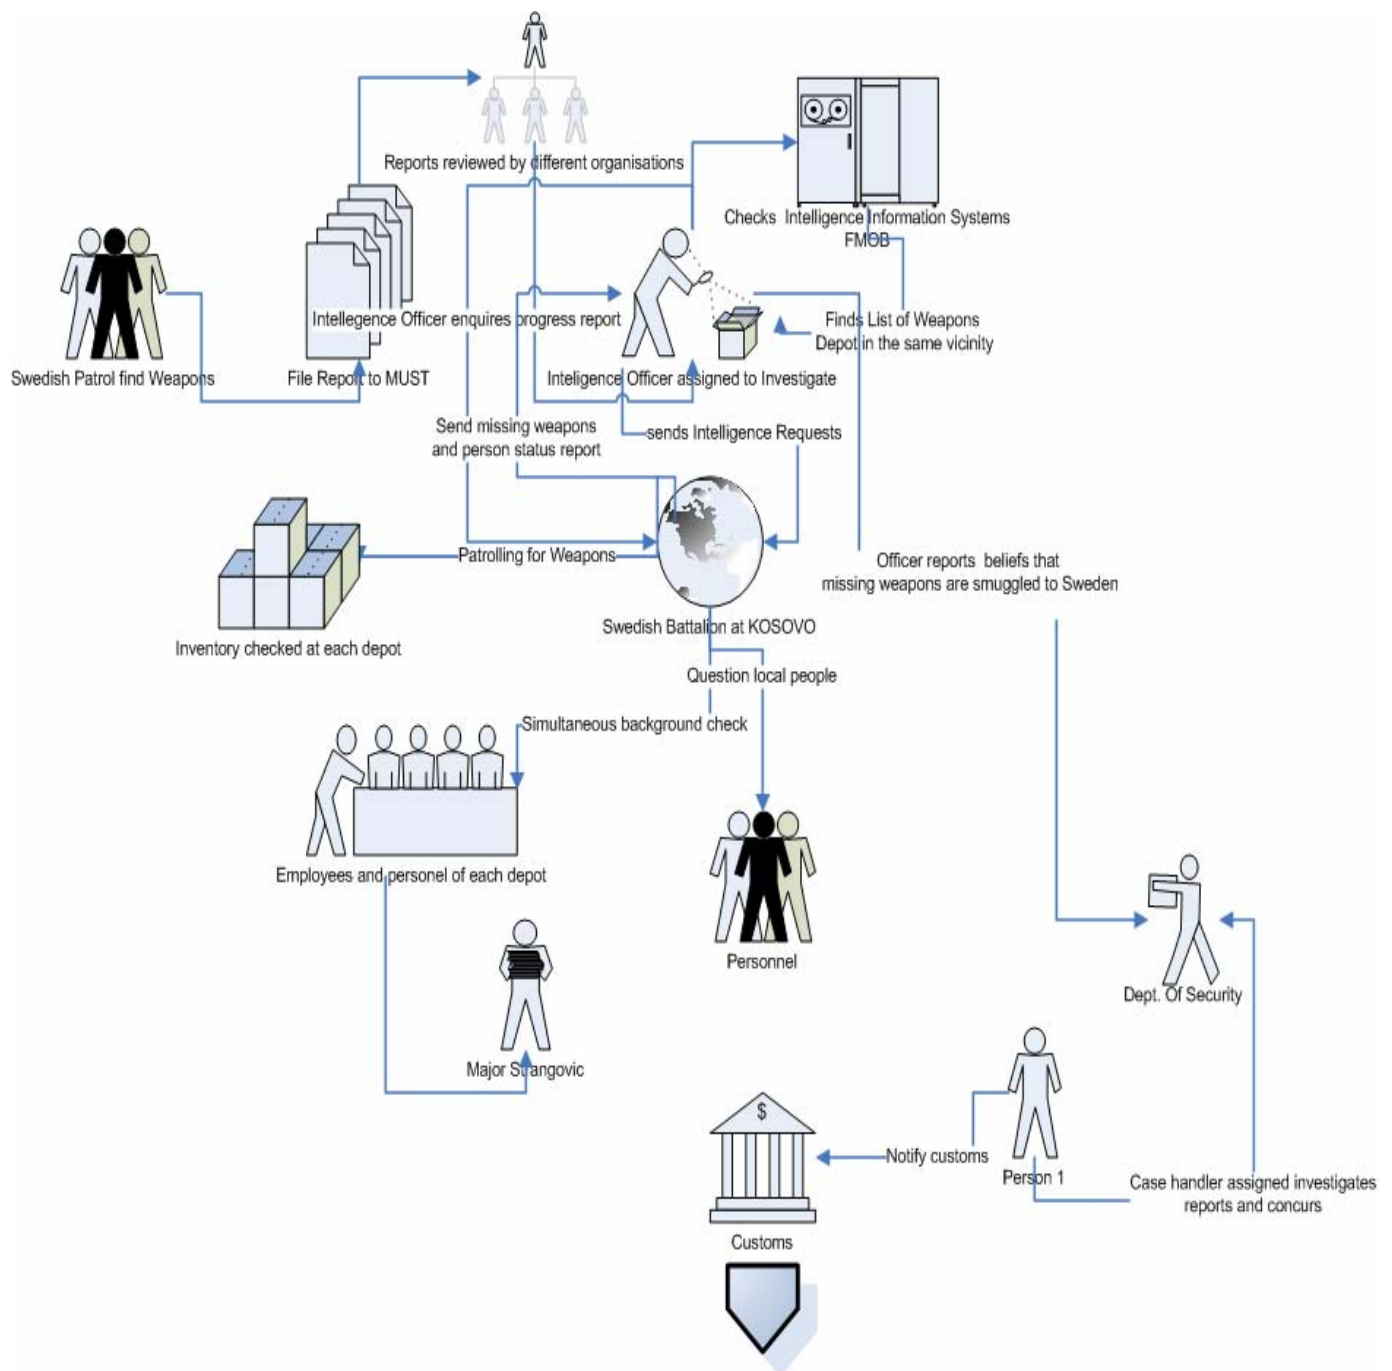 Reports reviewed by different organisations
Checks Intelligence Information Systems
FMOB
Intellegence Officer enquires progress report
Finds List of Weapons
Depot in the same vicinity
Swedish Patrol find Weapons
File Report to MUST
Inteligence Officer assigned to Investigate
Send missing weapons
and person status report
sends Intelligence Requests
Patrolling for Weapons
Officer reports beliefs that
missing weapons are smuggled to Sweden
Swedish Battalion at KOSOVO
Inventory checked at each depot
Question local people
Simultaneous background check
Employees and personel of each depot
Personnel
Dept. Of Security
Major Strangovic
$
Notify customs
Person 1
Case handler assigned investigates
reports and concurs
Customs